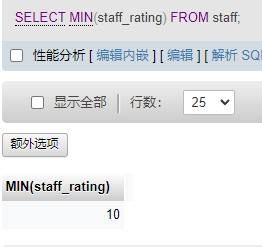 SELECT MIN(staff_rating) FROM staff;
性能分析 [ 编辑内嵌 ] [ 编辑 ] [ 解析 SQ
显示全部 行数： 25
额外选项
MIN(staff_rating)
10